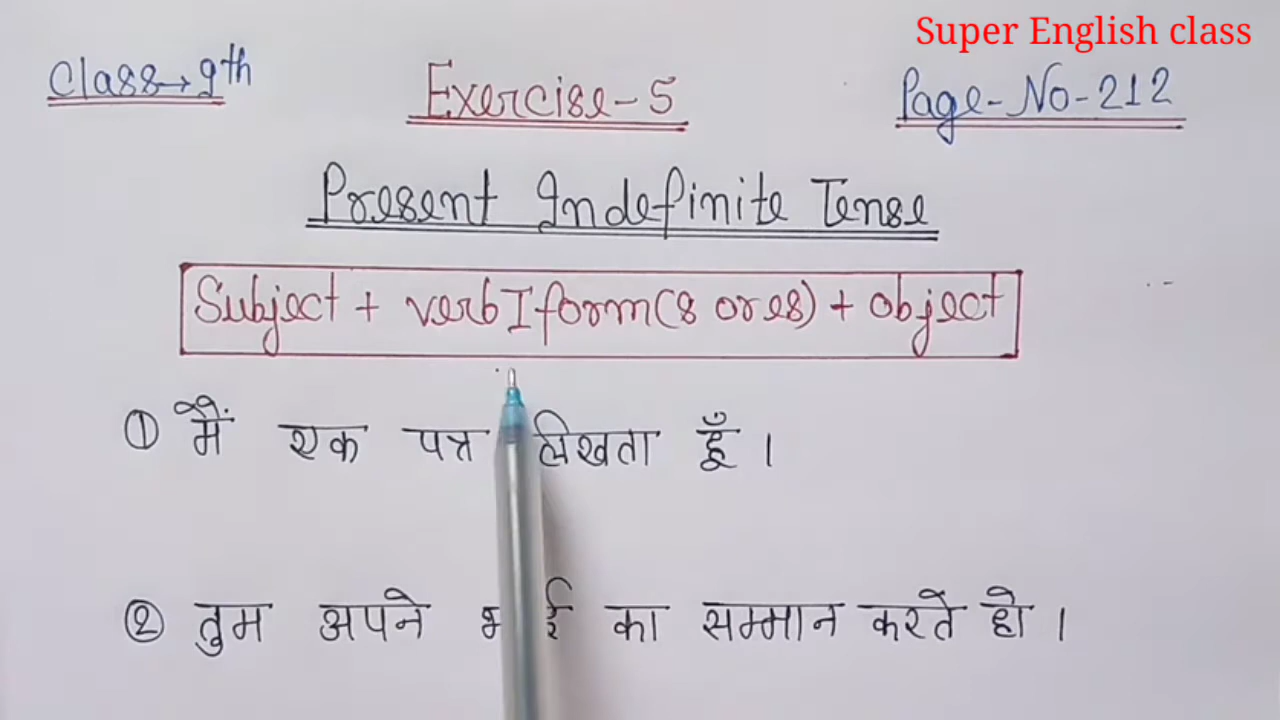 Super English class
Class→9th Exercise-5 Page-No-212
Present Indefinite Tense
Subject + verb I form(s or es) + object
① मैं एक पत्र लिखता हूँ ।
② तुम अपने का सम्मान करते हो ।